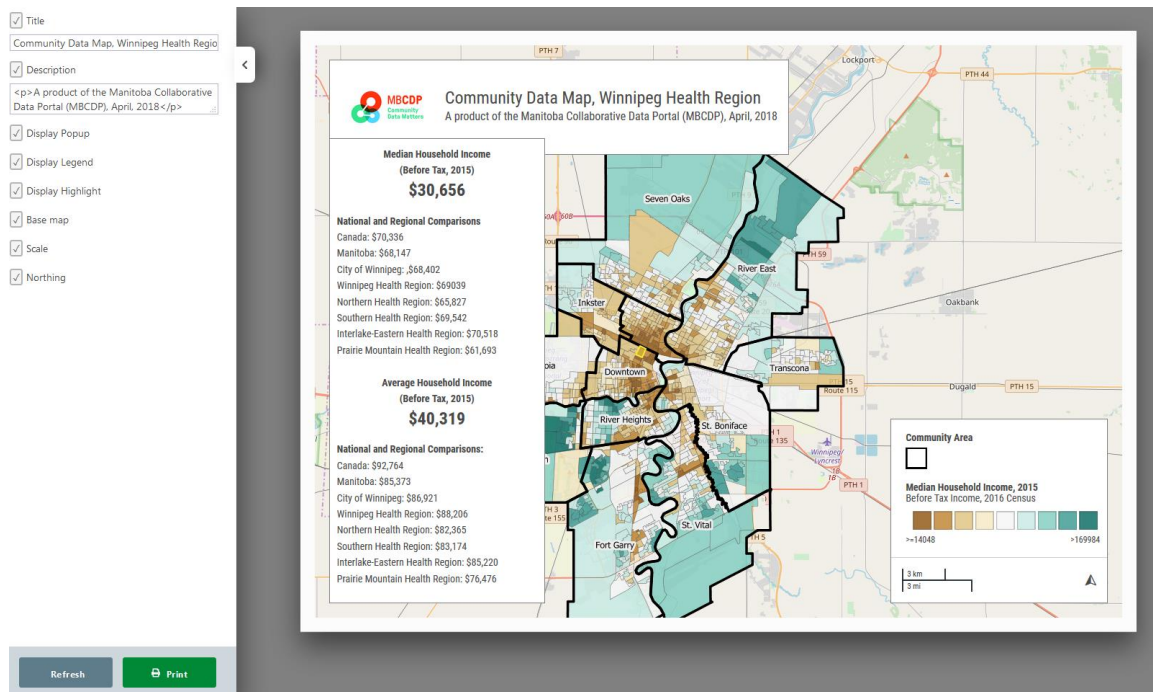 Title
Community Data Map, Winnipeg Health Regio
Description
<p>A product of the Manitoba Collaborative
Data Portal (MBCDP), April, 2018</p>
Display Popup
Display Legend
Display Highlight
Base map
Scale
Northing
Refresh
Print
MBCDP
Community
Data Matters
Community Data Map, Winnipeg Health Region
A product of the Manitoba Collaborative Data Portal (MBCDP), April, 2018
Median Household Income
(Before Tax, 2015)
$30,656
National and Regional Comparisons
Canada: $70,336
Manitoba: $68,147
City of Winnipeg: ,$68,402
Winnipeg Health Region: $69039
Northern Health Region: $65,827
Southern Health Region: $69,542
Interlake-Eastern Health Region: $70,518
Prairie Mountain Health Region: $61,693
Average Household Income
(Before Tax, 2015)
$40,319
National and Regional Comparisons:
Canada: $92,764
Manitoba: $85,373
City of Winnipeg: $86,921
Winnipeg Health Region: $88,206
Northern Health Region: $82,365
Southern Health Region: $83,174
Interlake-Eastern Health Region: $85,220
Prairie Mountain Health Region: $76,476
PTH 7
Lockport
PTH 44
Seven Oaks
PTH 59
River East
Inkster
Oakbank
Downtown
Transcona
Route 115
Dugald
PTH 15
River Heights
St. Boniface
Winnipeg/
Lyncrest
PTH 1
St. Vital
Fort Garry
Community Area
Median Household Income, 2015
Before Tax Income, 2016 Census
>=14048
>169984
3 km
3 mi